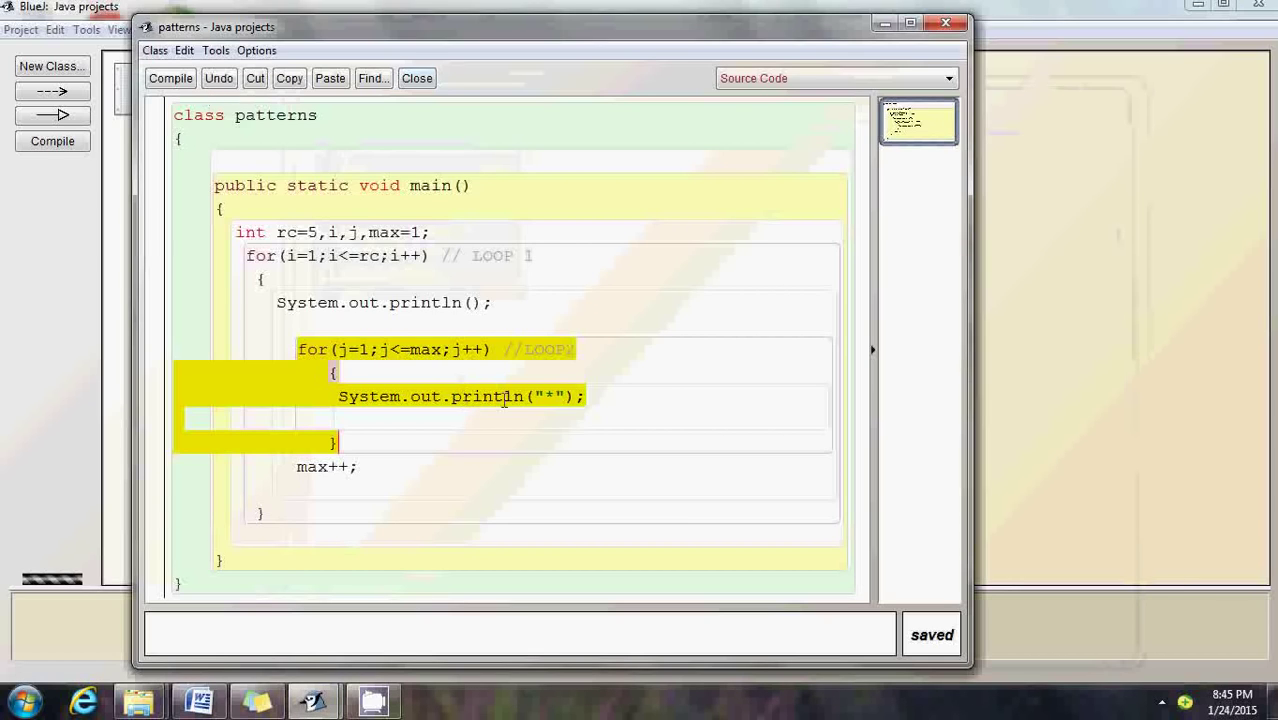 BlueJ: Java projects
Project Edit Tools View
New Class...
Compile
patterns - Java projects
Class Edit Tools Options
Compile Undo Cut Copy Paste Find... Close
Source Code
class patterns
{
public static void main()
{
int rc=5,i,j,max=1;
for(i=1;i<=rc;i++) // LOOP 1
{
System.out.println();
for(j=1;j<=max;j++) //LOOP2
{
System.out.println("*");
}
max++;
}
}
}
saved
8:45 PM
1/24/2015